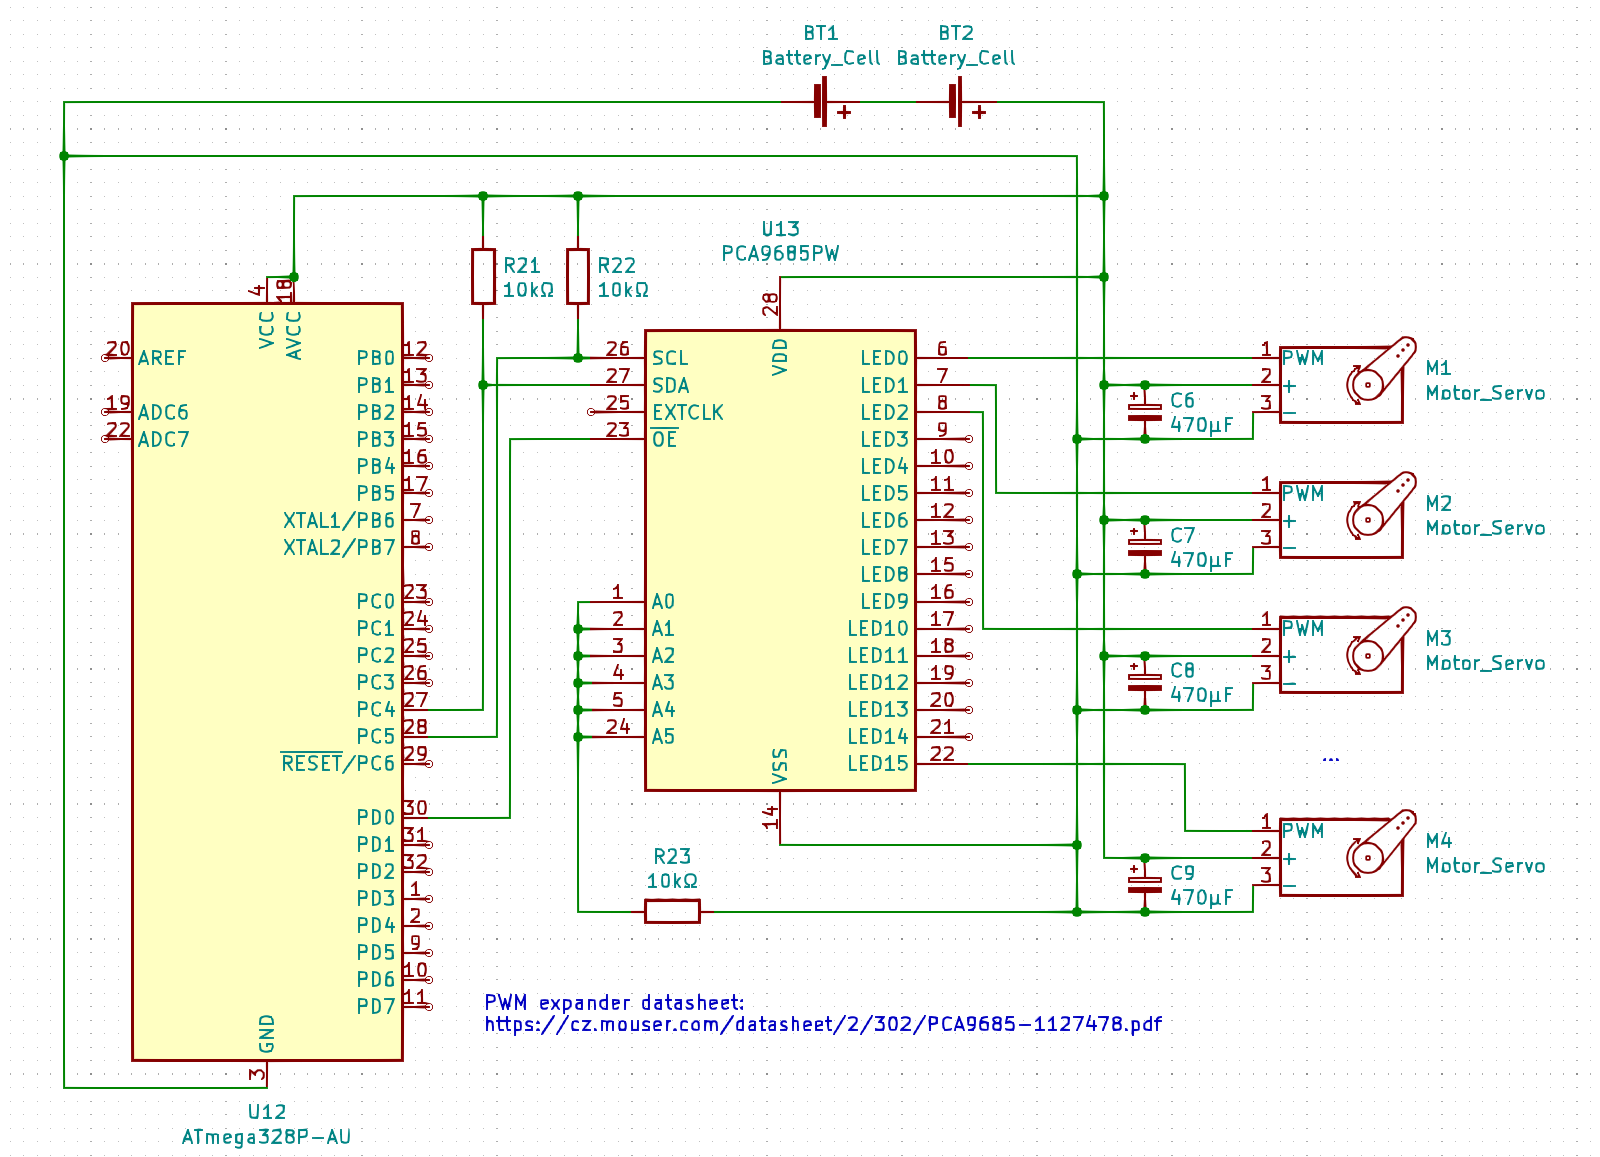 BT1
Battery_Cell
+
BT2
Battery_Cell
+
U13
PCA9685PW
R21
10kΩ
R22
10kΩ
4
VCC
18
AVCC
20 AREF
19 ADC6
22 ADC7
PB0 12
PB1 13
PB2 14
PB3 15
PB4 16
PB5 17
XTAL1/PB6 7
XTAL2/PB7 8
PC0 23
PC1 24
PC2 25
PC3 26
PC4 27
PC5 28
RESET/PC6 29
PD0 30
PD1 31
PD2 32
PD3 1
PD4 2
PD5 9
PD6 10
PD7 11
GND
3
U12
ATmega328P-AU
28
VDD
26 SCL
27 SDA
25 EXTCLK
23 OE
1 A0
2 A1
3 A2
4 A3
5 A4
24 A5
LED0 6
LED1 7
LED2 8
LED3 9
LED4 10
LED5 11
LED6 12
LED7 13
LED8 15
LED9 16
LED10 17
LED11 18
LED12 19
LED13 20
LED14 21
LED15 22
VSS
14
R23
10kΩ
1 PWM
2 +
3 −
M1
Motor_Servo
+
C6
470µF
1 PWM
2 +
3 −
M2
Motor_Servo
+
C7
470µF
1 PWM
2 +
3 −
M3
Motor_Servo
+
C8
470µF
...
1 PWM
2 +
3 −
M4
Motor_Servo
+
C9
470µF
PWM expander datasheet:
https://cz.mouser.com/datasheet/2/302/PCA9685-1127478.pdf